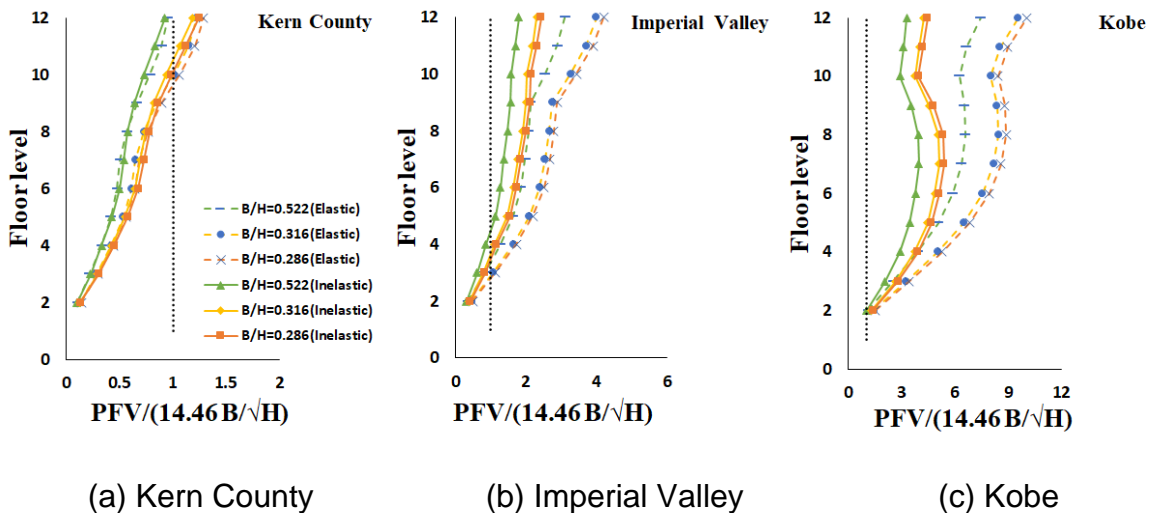 Kern County
Floor level
12
10
8
6
4
2
0
B/H=0.522(Elastic)
B/H=0.316(Elastic)
B/H=0.286(Elastic)
B/H=0.522(Inelastic)
B/H=0.316(Inelastic)
B/H=0.286(Inelastic)
0 0.5 1 1.5 2
PFV/(14.46 B/√H)
(a) Kern County
Imperial Valley
Floor level
12
10
8
6
4
2
0
0 2 4 6
PFV/(14.46 B/√H)
(b) Imperial Valley
Kobe
Floor level
12
10
8
6
4
2
0
0 3 6 9 12
PFV/(14.46 B/√H)
(c) Kobe